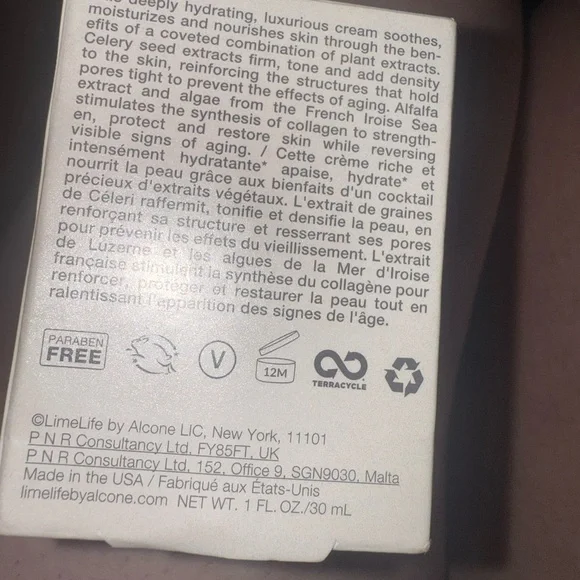 deeply hydrating, luxurious cream soothes,
moisturizes and nourishes skin through the ben-
efits of a coveted combination of plant extracts.
Celery seed extracts firm, tone and add density
to the skin, reinforcing the structures that hold
pores tight to prevent the effects of aging. Alfalfa
extract and algae from the French Iroise Sea
stimulates the synthesis of collagen to strength-
en, protect and restore skin while reversing
visible signs of aging. / Cette crème riche et
intensément hydratante* apaise, hydrate* et
nourrit la peau grâce aux bienfaits d'un cocktail
précieux d'extraits végétaux. L'extrait de graines
de Céleri raffermit, tonifie et densifie la peau, en
renforçant sa structure et resserrant ses pores
pour prévenir les effets du vieillissement. L'extrait
de Luzerne et les algues de la Mer d'Iroise
française stimulent la synthèse du collagène pour
renforcer, protéger et restaurer la peau tout en
ralentissant l'apparition des signes de l'âge.
PARABEN
FREE
V
12M
TERRACYCLE
©LimeLife by Alcone LIC, New York, 11101
P N R Consultancy Ltd, FY85FT, UK
P N R Consultancy Ltd, 152, Office 9, SGN9030, Malta
Made in the USA / Fabriqué aux États-Unis
limelifebyalcone.com NET WT. 1 FL. OZ./30 mL